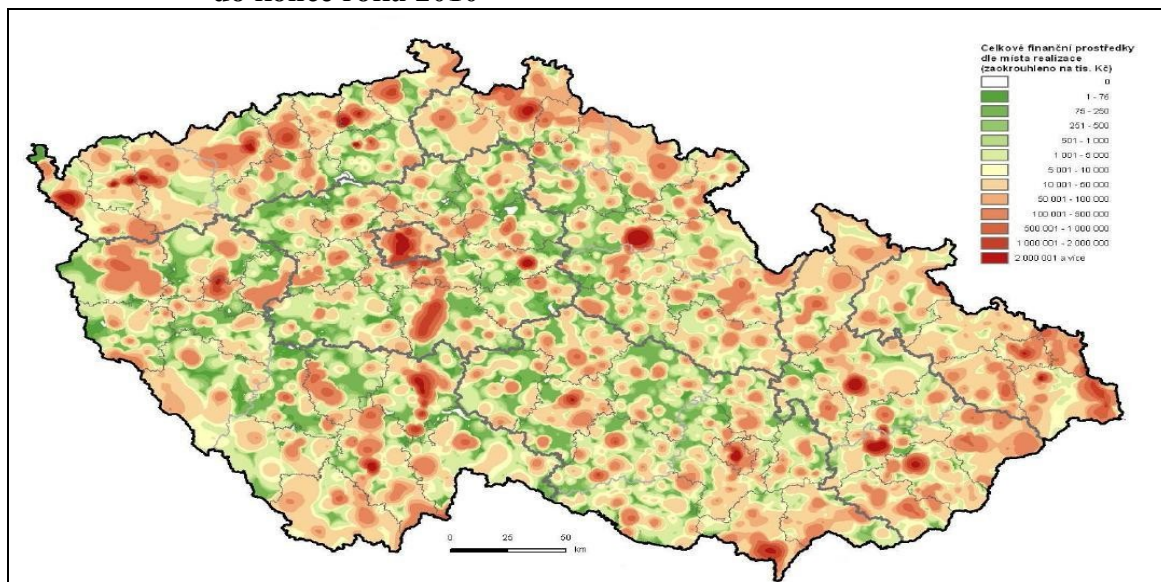 do konce roku 2010
Celkové finanční prostředky
dle místa realizace
(zaokrouhleno na tis. Kč)
0
1 - 75
75 - 250
251 - 500
501 - 1 000
1 001 - 5 000
5 001 - 10 000
10 001 - 50 000
50 001 - 100 000
100 001 - 500 000
500 001 - 1 000 000
1 000 001 - 2 000 000
2 000 001 a více
0 25 50
km